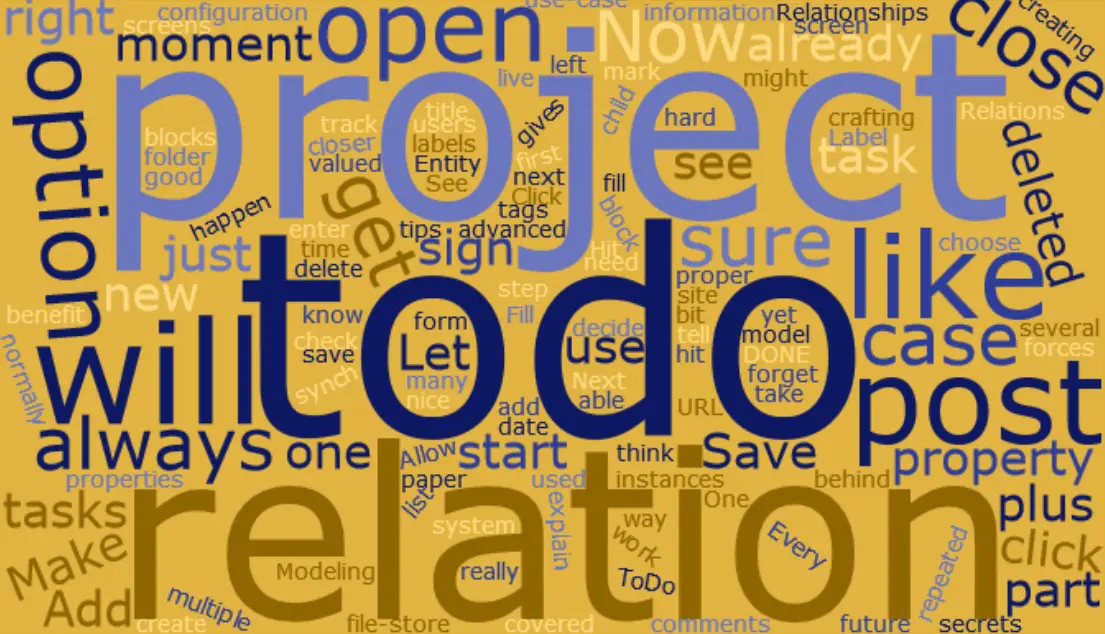 right
configuration
screens
use-case
information
Relationships
screen
creating
close
moment
open
Now
already
option
project
live
left
mark
might
child
hard
crafting
Label
Relations
task
see
deleted
title
users
labels
Entity
See
track
closer
valued
gives
first
next
Click
tags
fill
block
blocks
folder
good
happen
get
enter
time
delete
tips
advanced
sign
just
Hit
need
sure
proper
site
bit
tell
hit
like
choose
new
benefit
normally
will
todo
know
check
save
synch
form
Let
many
nice
step
Fill
decide
use
Next
able
add
date
URL
yet
model
DONE
forget
take
case
several
forces
post
always
one
Allow
start
think
Save
property
properties
paper
list
used
instances
behind
tasks
relation
One
plus
Make
system
explain
way
work
Every
click
Add
Modeling
really
ToDo
repeated
part
multiple
create
file-store
covered
comments
future
secrets